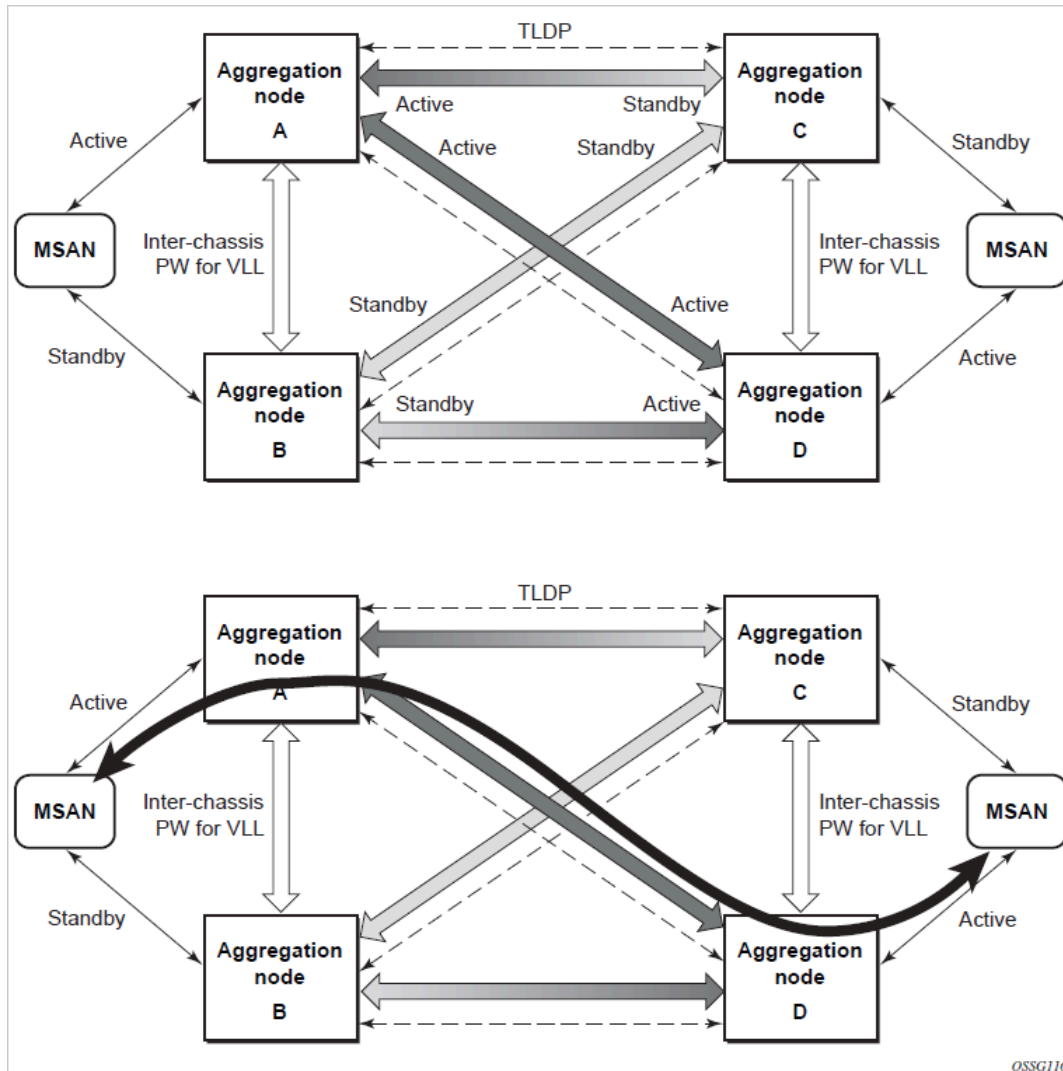 TLDP
Aggregation
node
A
Aggregation
node
C
Active
Standby
Active
Standby
Active
Standby
MSAN
Inter-chassis
PW for VLL
Inter-chassis
PW for VLL
MSAN
Standby
Active
Standby
Active
Standby
Active
Aggregation
node
B
Aggregation
node
D
TLDP
Aggregation
node
A
Aggregation
node
C
Active
Standby
MSAN
Inter-chassis
PW for VLL
Inter-chassis
PW for VLL
MSAN
Standby
Active
Aggregation
node
B
Aggregation
node
D